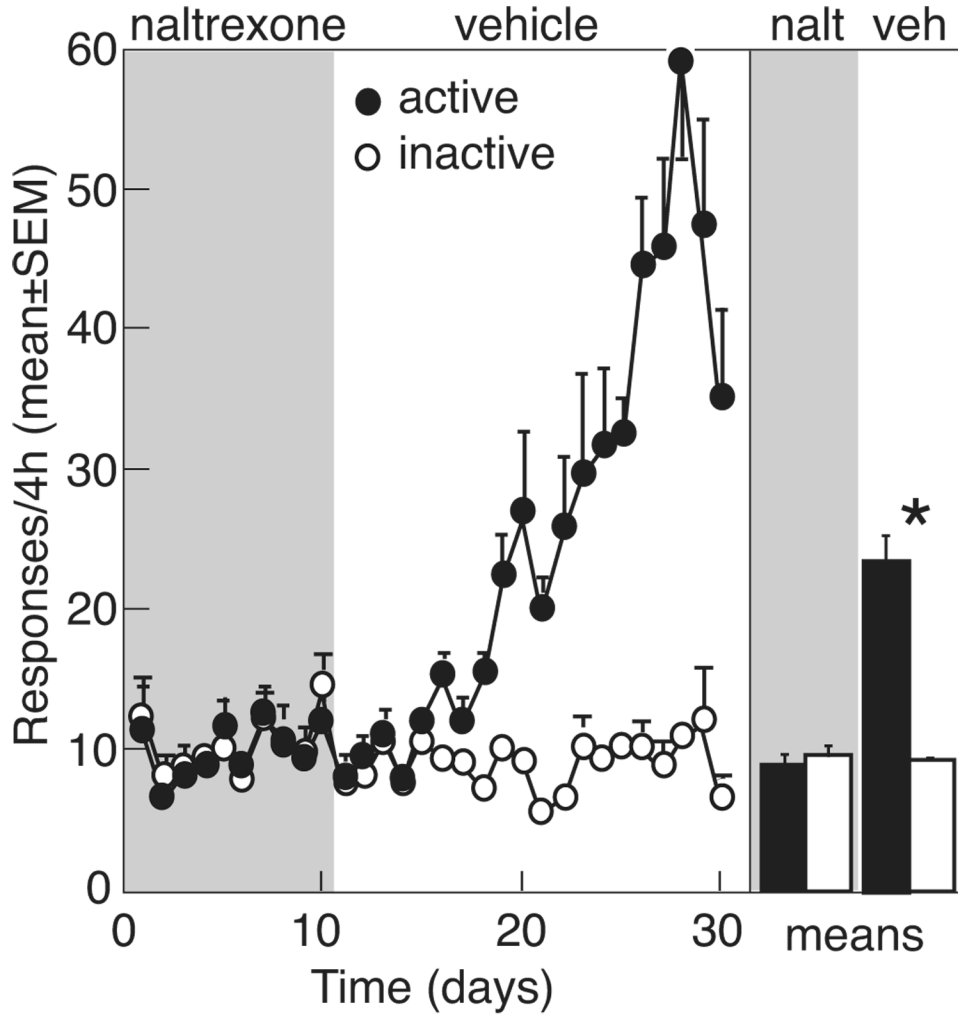 naltrexone vehicle nalt veh
active
inactive
*
Responses/4h (mean±SEM)
60
50
40
30
20
10
0
0 10 20 30
means
Time (days)